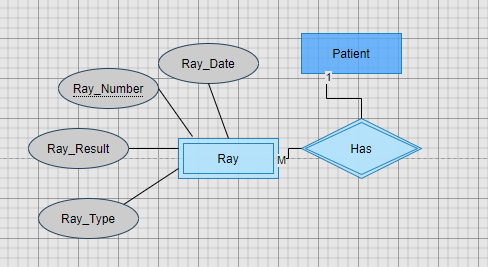 Patient
Ray_Date
1
Ray_Number
Ray_Result
Ray
M
Has
Ray_Type